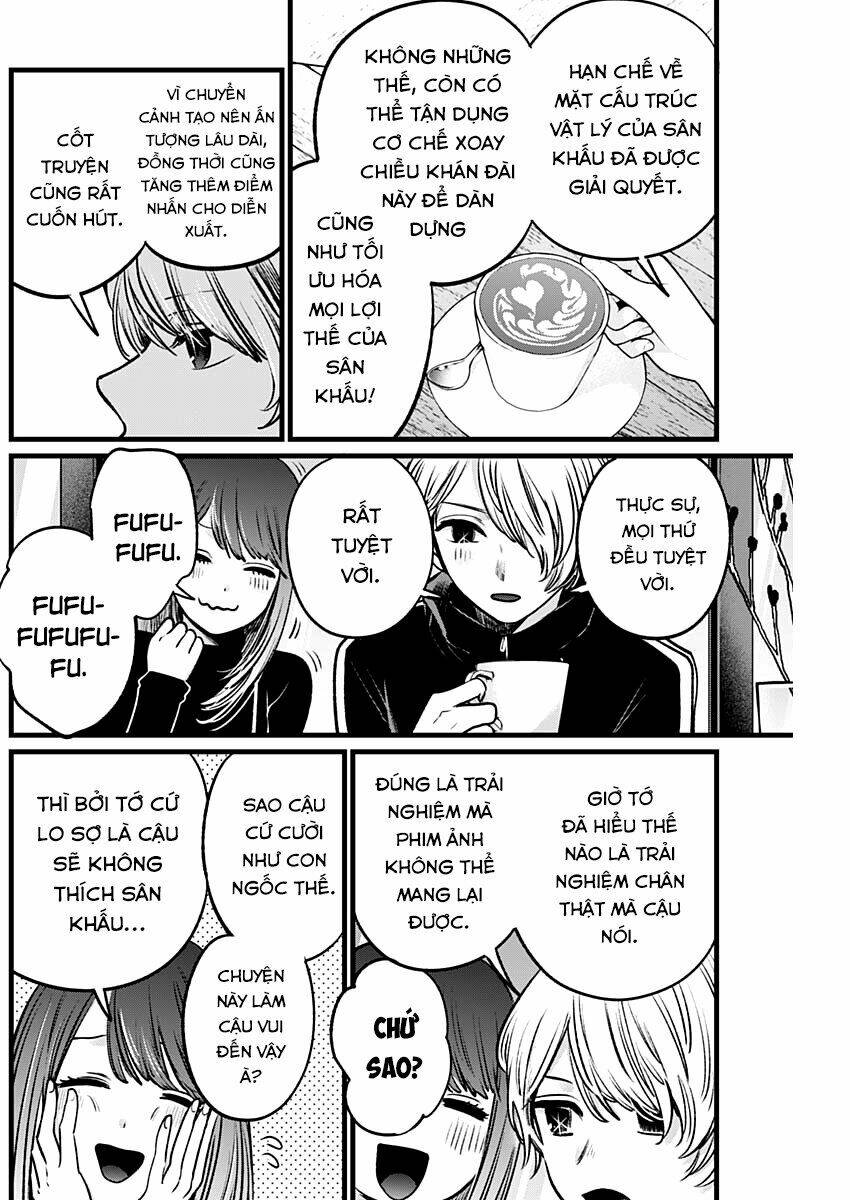 HẠN CHẾ VỀ
MẶT CẤU TRÚC
VẬT LÝ CỦA SÂN
KHẤU ĐÃ ĐƯỢC
GIẢI QUYẾT.
KHÔNG NHỮNG
THẾ, CÒN CÓ
THỂ TẬN DỤNG
CƠ CHẾ XOAY
CHIỀU KHÁN ĐÀI
NÀY ĐỂ DÀN
DỰNG
CŨNG
NHƯ TỐI
ƯU HÓA
MỌI LỢI
THẾ CỦA
SÂN
KHẤU!
VÌ CHUYỂN
CẢNH TẠO NÊN ẤN
TƯỢNG LÂU DÀI,
ĐỒNG THỜI CŨNG
TĂNG THÊM ĐIỂM
NHẤN CHO DIỄN
XUẤT.
CỐT
TRUYỆN
CŨNG RẤT
CUỐN HÚT.
THỰC SỰ,
MỌI THỨ
ĐỀU TUYỆT
VỜI.
RẤT
TUYỆT
VỜI.
FUFU-
FUFU.
FUFU-
FUFUFU-
FU.
GIỜ TỚ
ĐÃ HIỂU THẾ
NÀO LÀ TRẢI
NGHIỆM CHÂN
THẬT MÀ CẬU
NÓI.
ĐÚNG LÀ TRẢI
NGHIỆM MÀ
PHIM ẢNH
KHÔNG THỂ
MANG LẠI
ĐƯỢC.
CHỨ
SAO?
SAO CẬU
CỨ CƯỜI
NHƯ CON
NGỐC THẾ.
CHUYỆN
NÀY LÀM
CẬU VUI
ĐẾN VẬY
À?
THÌ BỞI TỚ CỨ
LO SỢ LÀ CẬU
SẼ KHÔNG
THÍCH SÂN
KHẤU...